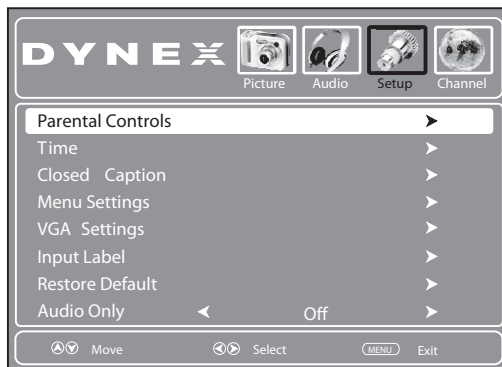 DYNEX
Picture Audio Setup Channel
Parental Controls
Time
Closed Caption
Menu Settings
VGA Settings
Input Label
Restore Default
Audio Only Off
Move Select MENU Exit